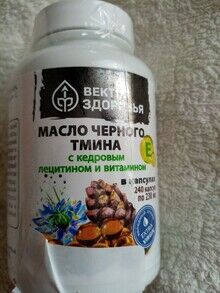 ВЕКТОР
ЗДОРОВЬЯ
МАСЛО ЧЕРНОГО
ТМИНА
с кедровым
лецитином и витамином
E
в капсулах
240 капсул